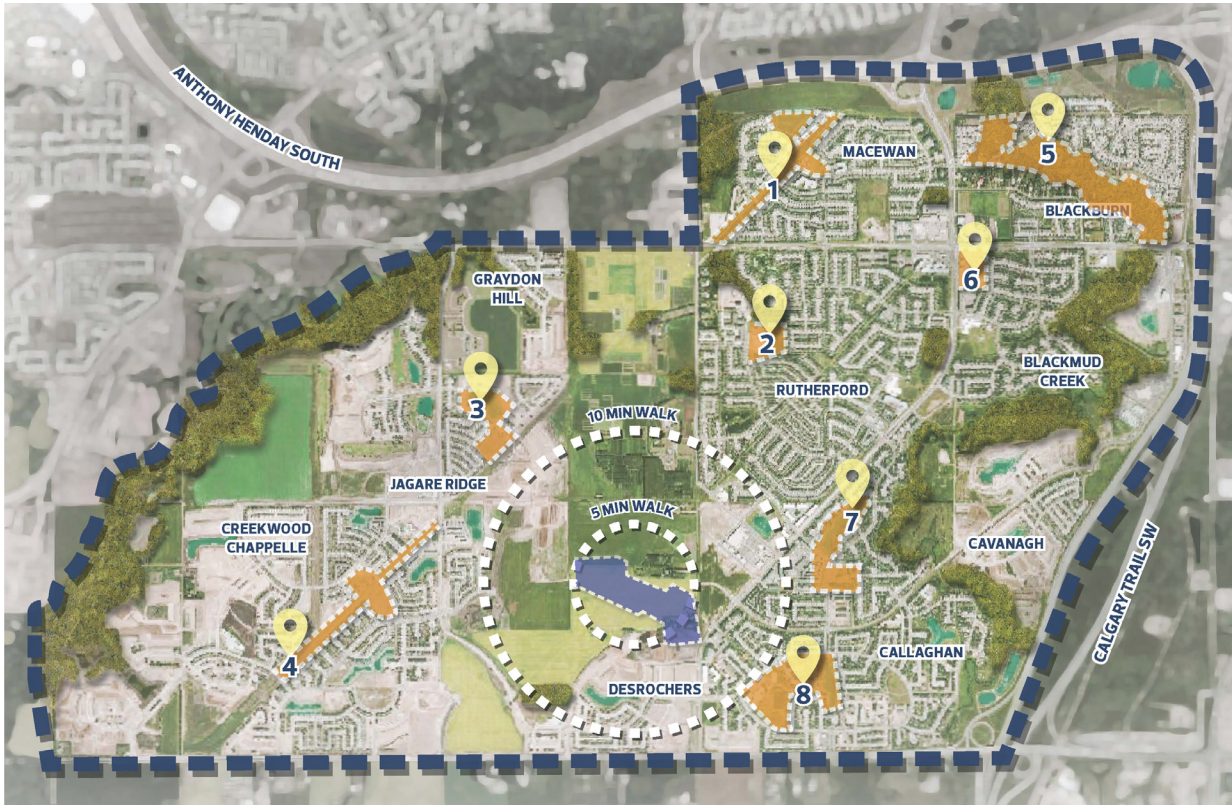 ANTHONY HENDAY SOUTH
MACEWAN
1
5
BLACKBURN
6
GRAYDON
HILL
2
BLACKMUD
CREEK
RUTHERFORD
3
10 MIN WALK
JAGARE RIDGE
5 MIN WALK
7
CREEKWOOD
CHAPPELLE
CAVANAGH
CALGARY TRAIL SW
4
CALLAGHAN
DESROCHERS
8